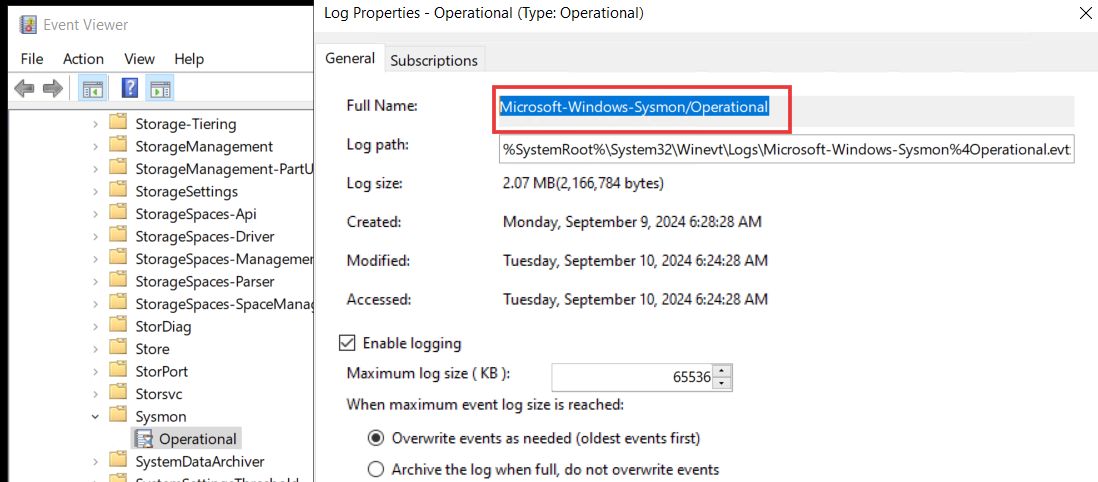 Event Viewer
File Action View Help
Storage-Tiering
StorageManagement
StorageManagement-PartU
StorageSettings
StorageSpaces-Api
StorageSpaces-Driver
StorageSpaces-Managemen
StorageSpaces-Parser
StorageSpaces-SpaceManag
StorDiag
Store
StorPort
Storsvc
Sysmon
Operational
SystemDataArchiver
SystemSettingsThreshold
Log Properties - Operational (Type: Operational)
General Subscriptions
Full Name: Microsoft-Windows-Sysmon/Operational
Log path: %SystemRoot%\System32\Winevt\Logs\Microsoft-Windows-Sysmon%4Operational.evt
Log size: 2.07 MB(2,166,784 bytes)
Created: Monday, September 9, 2024 6:28:28 AM
Modified: Tuesday, September 10, 2024 6:24:28 AM
Accessed: Tuesday, September 10, 2024 6:24:28 AM
Enable logging
Maximum log size ( KB ): 65536
When maximum event log size is reached:
Overwrite events as needed (oldest events first)
Archive the log when full, do not overwrite events